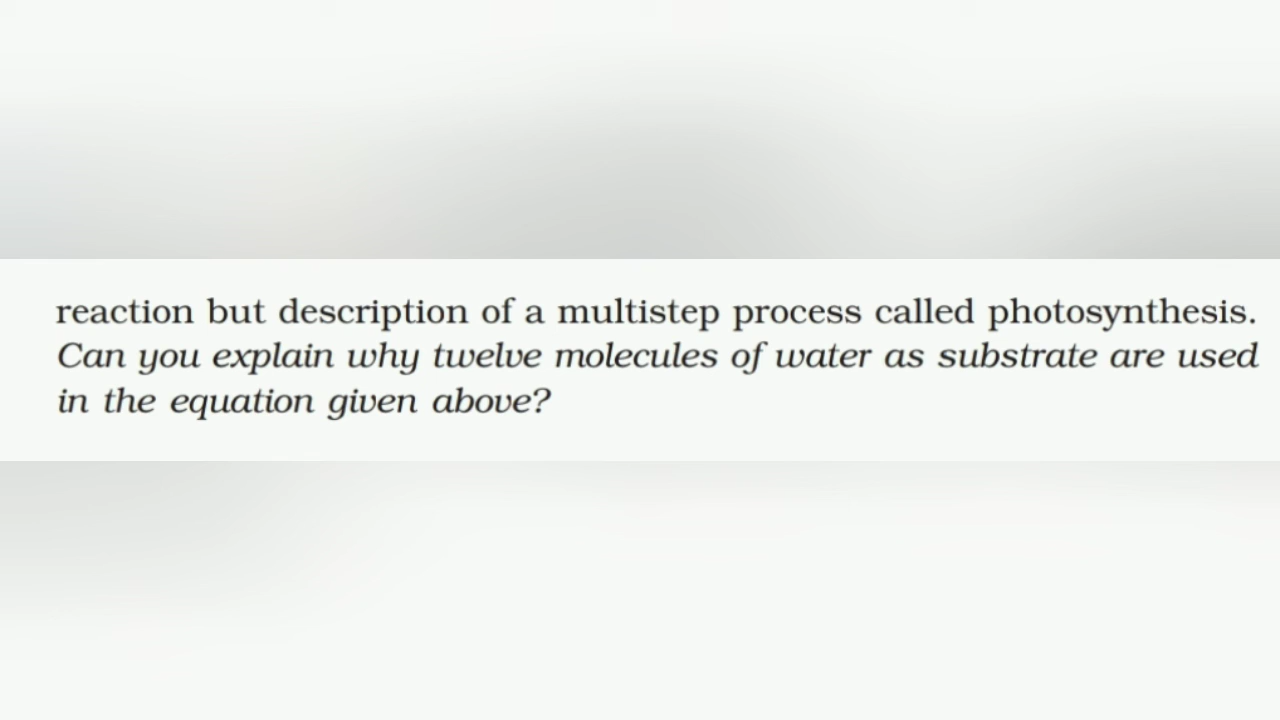 reaction but description of a multistep process called photosynthesis.
Can you explain why twelve molecules of water as substrate are used
in the equation given above?